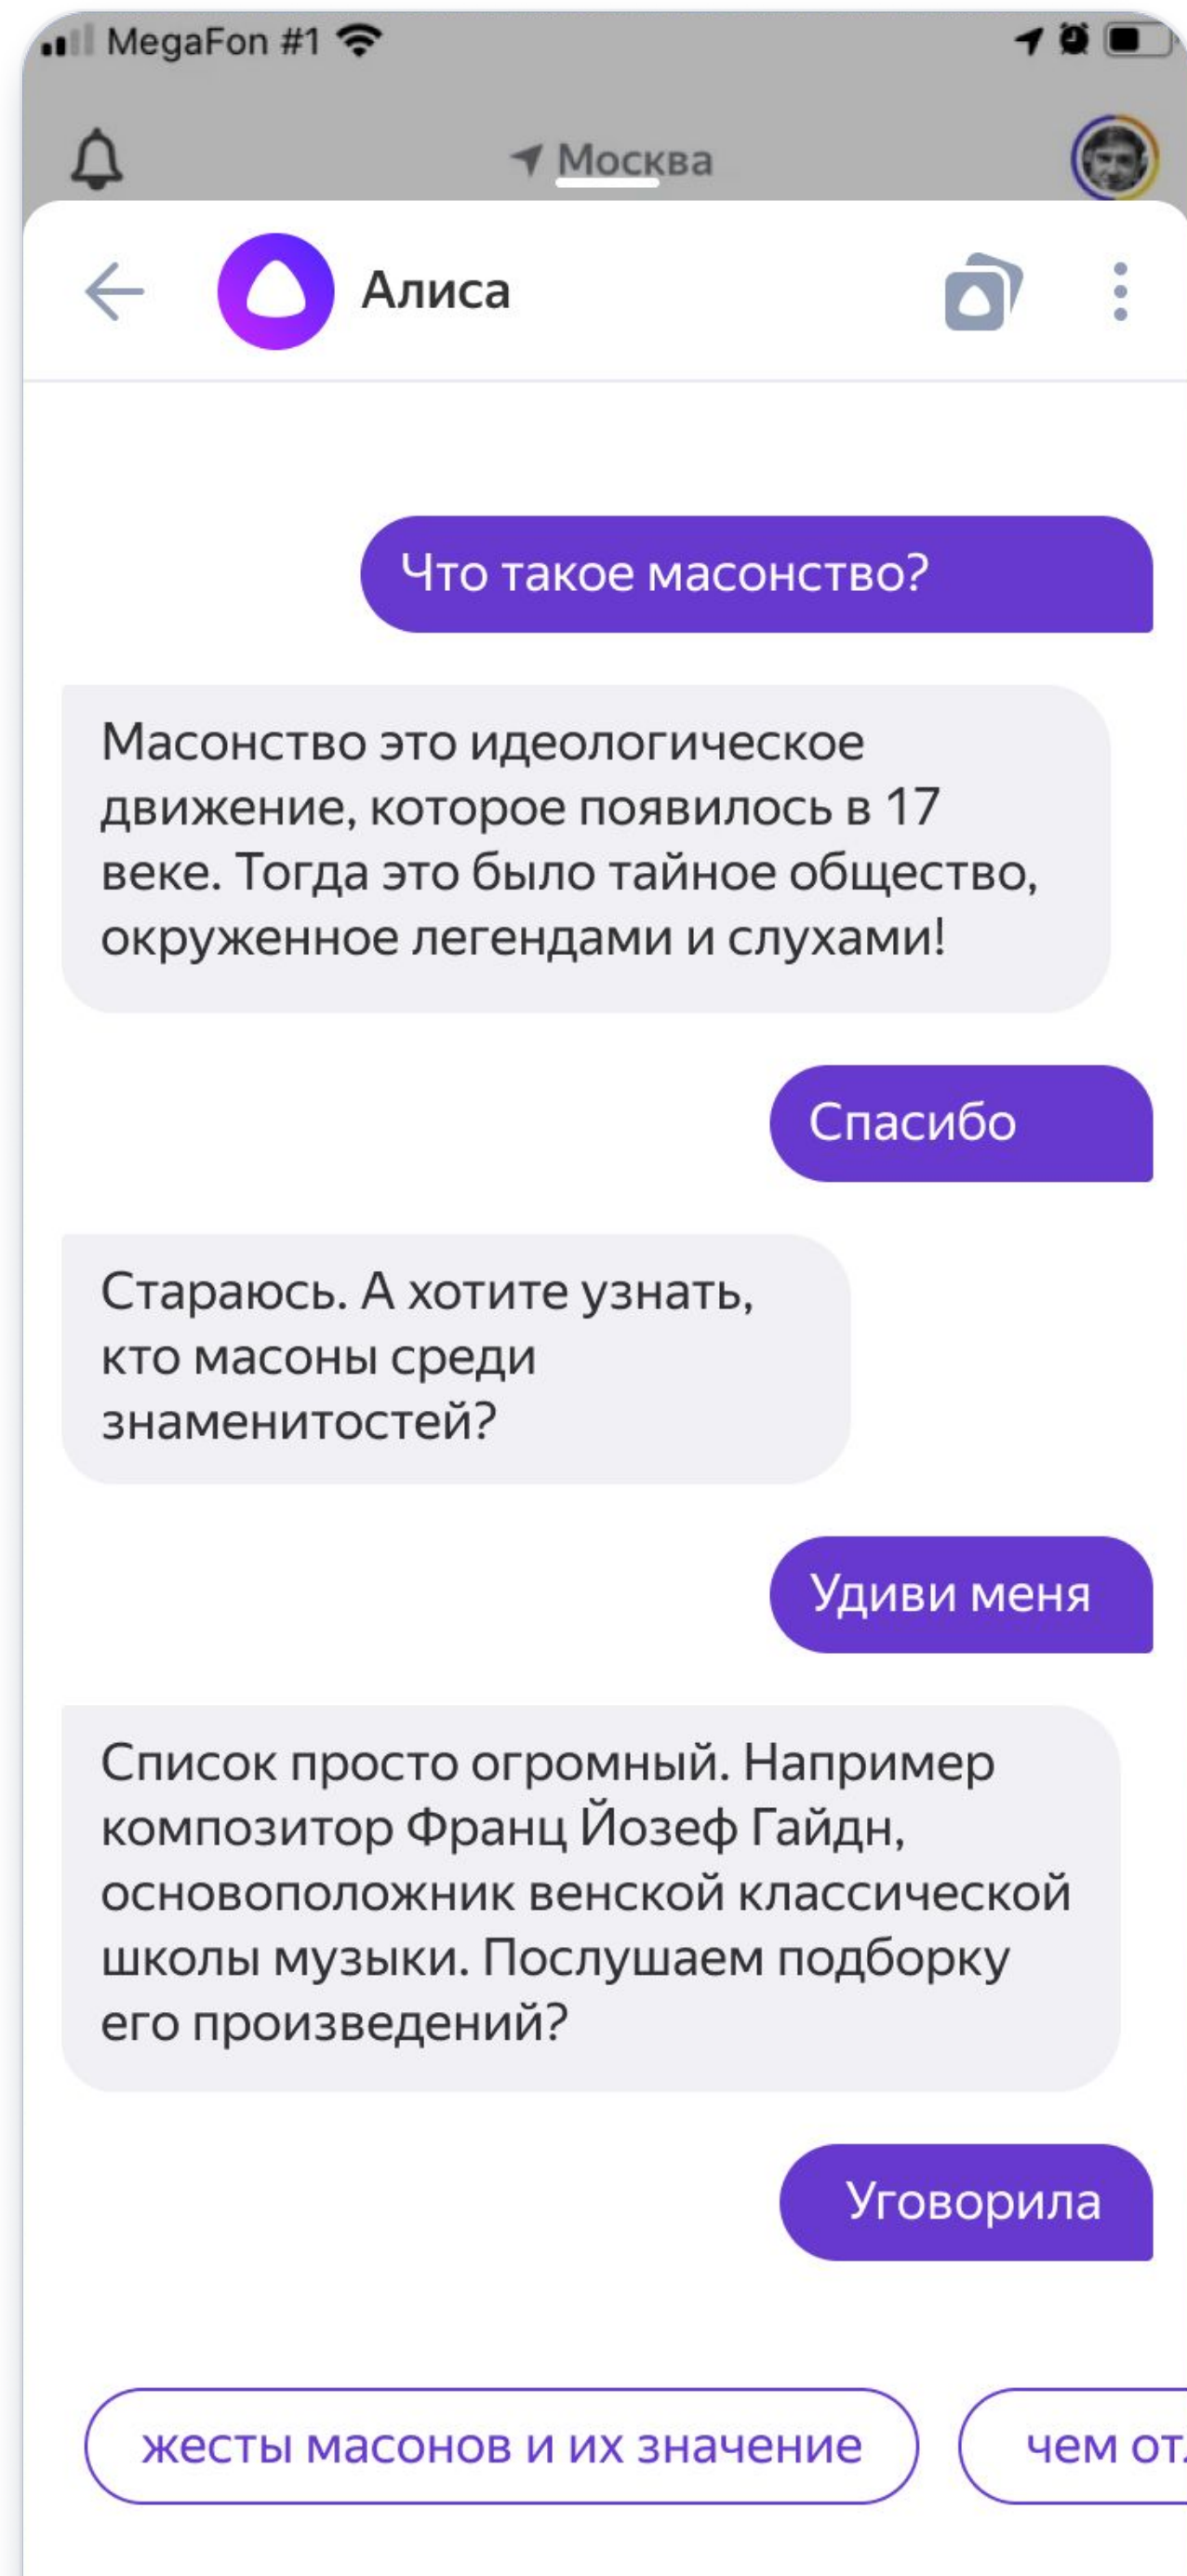 MegaFon #1
Москва
Алиса
Что такое масонство?
Масонство это идеологическое
движение, которое появилось в 17
веке. Тогда это было тайное общество,
окруженное легендами и слухами!
Спасибо
Стараюсь. А хотите узнать,
кто масоны среди
знаменитостей?
Удиви меня
Список просто огромный. Например
композитор Франц Йозеф Гайдн,
основоположник венской классической
школы музыки. Послушаем подборку
его произведений?
Уговорила
жесты масонов и их значение
чем от